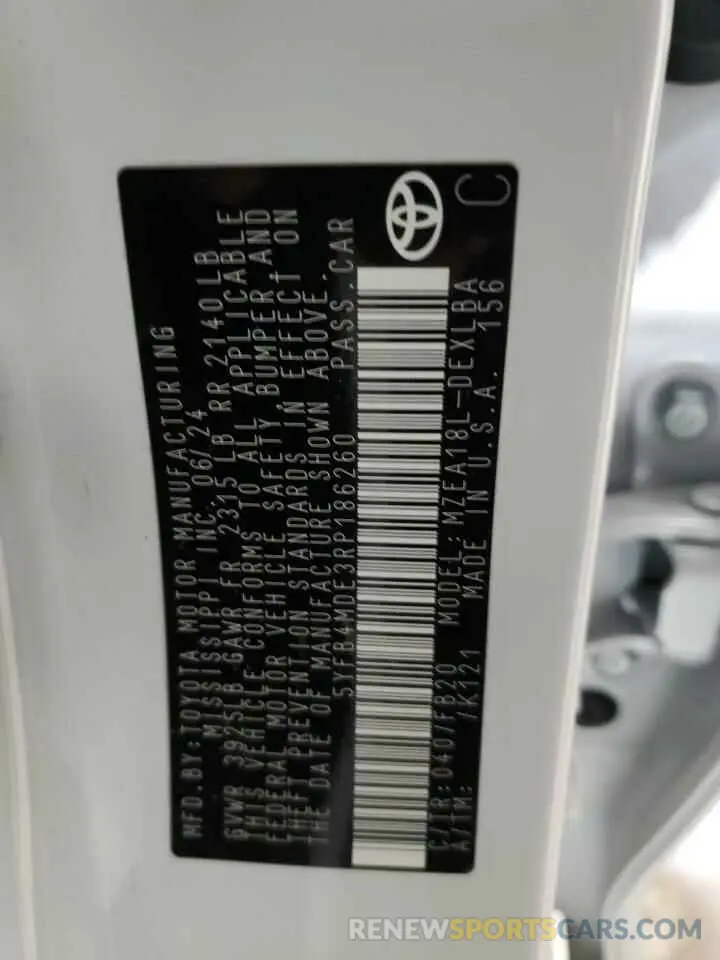 MFD.BY:TOYOTA MOTOR MANUFACTURING
MISSISSIPPI INC. 06/24
GVWR 3925LB GAWR FR 2315 LB RR 2140LB
THIS VEHICLE CONFORMS TO ALL APPLICABLE
FEDERAL MOTOR VEHICLE SAFETY BUMPER AND
THEFT PREVENTION STANDARDS IN EFFECT ON
THE DATE OF MANUFACTURE SHOWN ABOVE.
5YFB4MDE3RP186260 PASS.CAR
C/TR:040/FB20 MODEL:MZEA18L-DEXLBA
A/TM: /K121 MADE IN U.S.A. 156
C
RENEWSPORTSCARS.COM